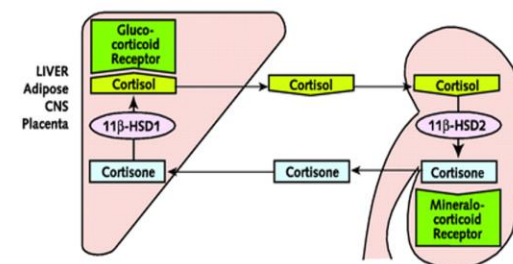 Gluco-
corticoid
Receptor
LIVER
Adipose
CNS
Placenta
Cortisol
Cortisol
Cortisol
11β-HSD1
11β-HSD2
Cortisone
Cortisone
Cortisone
Mineralo-
corticoid
Receptor